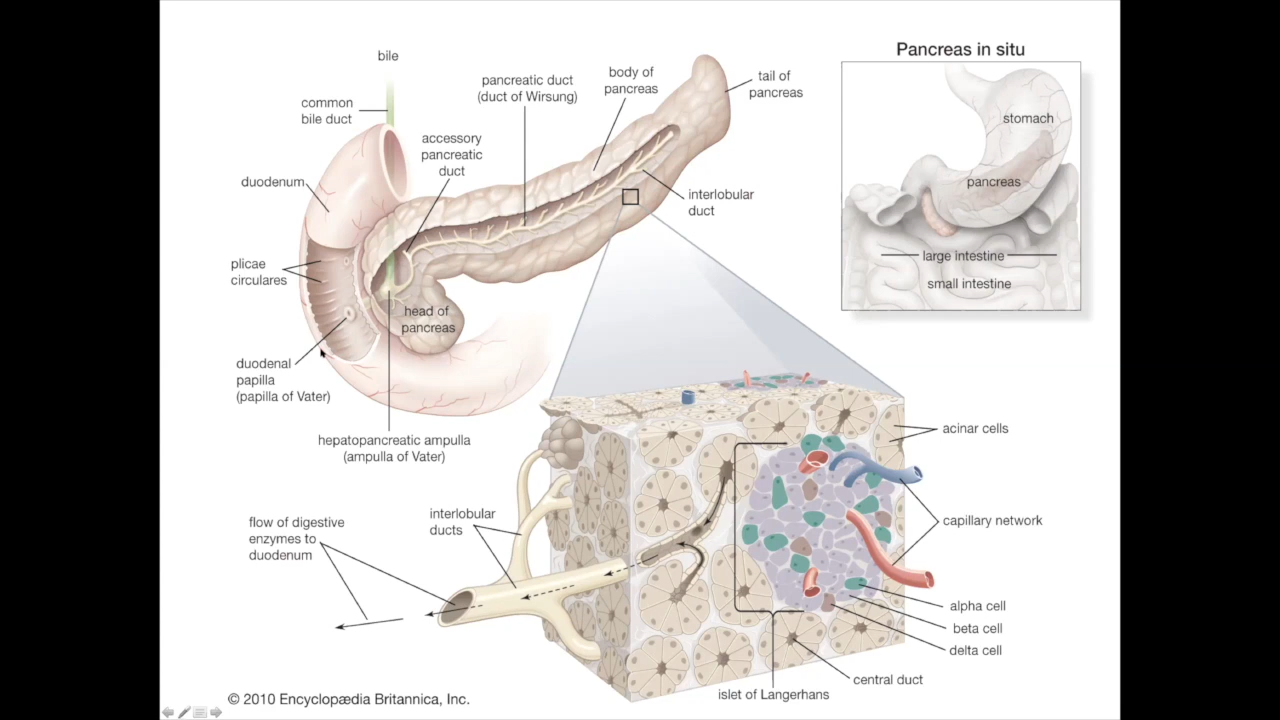 Pancreas in situ
bile
common
bile duct
pancreatic duct
(duct of Wirsung)
body of
pancreas
tail of
pancreas
accessory
pancreatic
duct
duodenum
interlobular
duct
plicae
circulares
head of
pancreas
duodenal
papilla
(papilla of Vater)
hepatopancreatic ampulla
(ampulla of Vater)
stomach
pancreas
large intestine
small intestine
acinar cells
interlobular
ducts
flow of digestive
enzymes to
duodenum
capillary network
alpha cell
beta cell
delta cell
central duct
islet of Langerhans
© 2010 Encyclopædia Britannica, Inc.